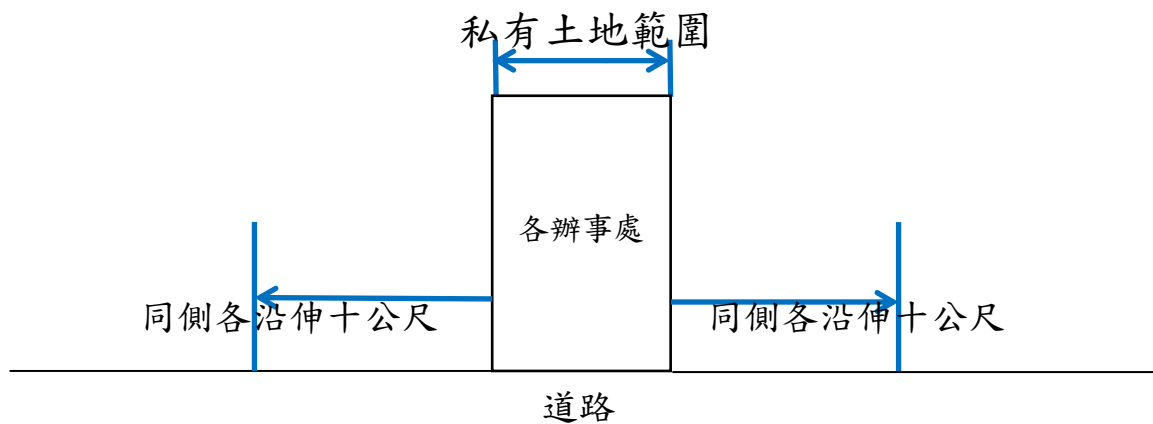 私有土地範圍
各辦事處
同側各沿伸十公尺
同側各沿伸十公尺
道路